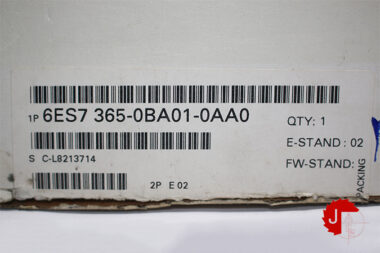 1P 6ES7 365-0BA01-0AA0
QTY: 1
E-STAND : 02
S C-L8213714
FW-STAND:
2P E 02
PACKING